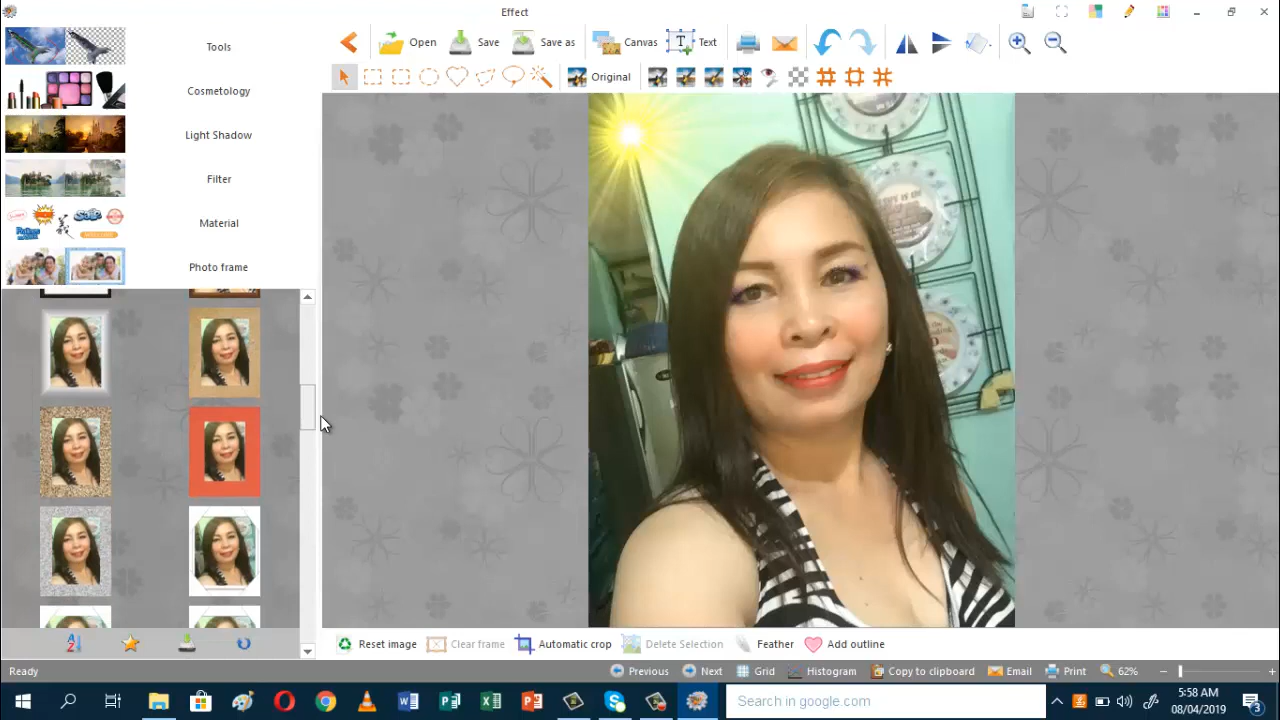 Effect
Tools
Cosmetology
Light Shadow
Filter
Material
Photo frame
Open
Save
Save as
Canvas
Text
Original
Reset image
Clear frame
Automatic crop
Delete Selection
Feather
Add outline
Ready
Previous
Next
Grid
Histogram
Copy to clipboard
Email
Print
62%
Search in google.com
5:58 AM
08/04/2019
3